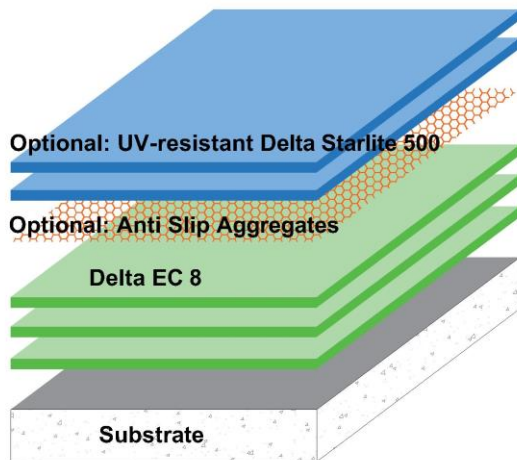 Optional: UV-resistant Delta Starlite 500
Optional: Anti Slip Aggregates
Delta EC 8
Substrate